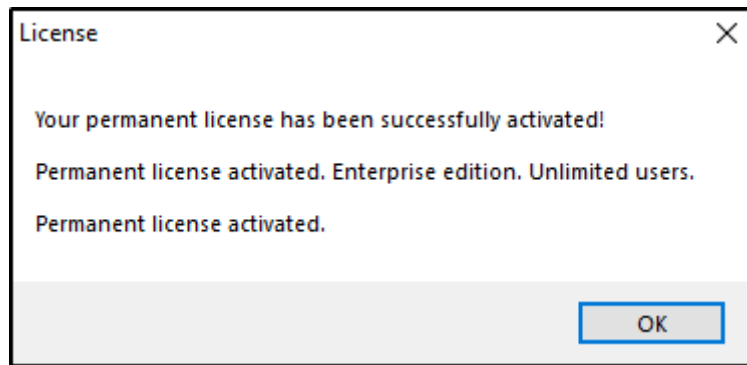 License
Your permanent license has been successfully activated!
Permanent license activated. Enterprise edition. Unlimited users.
Permanent license activated.
OK